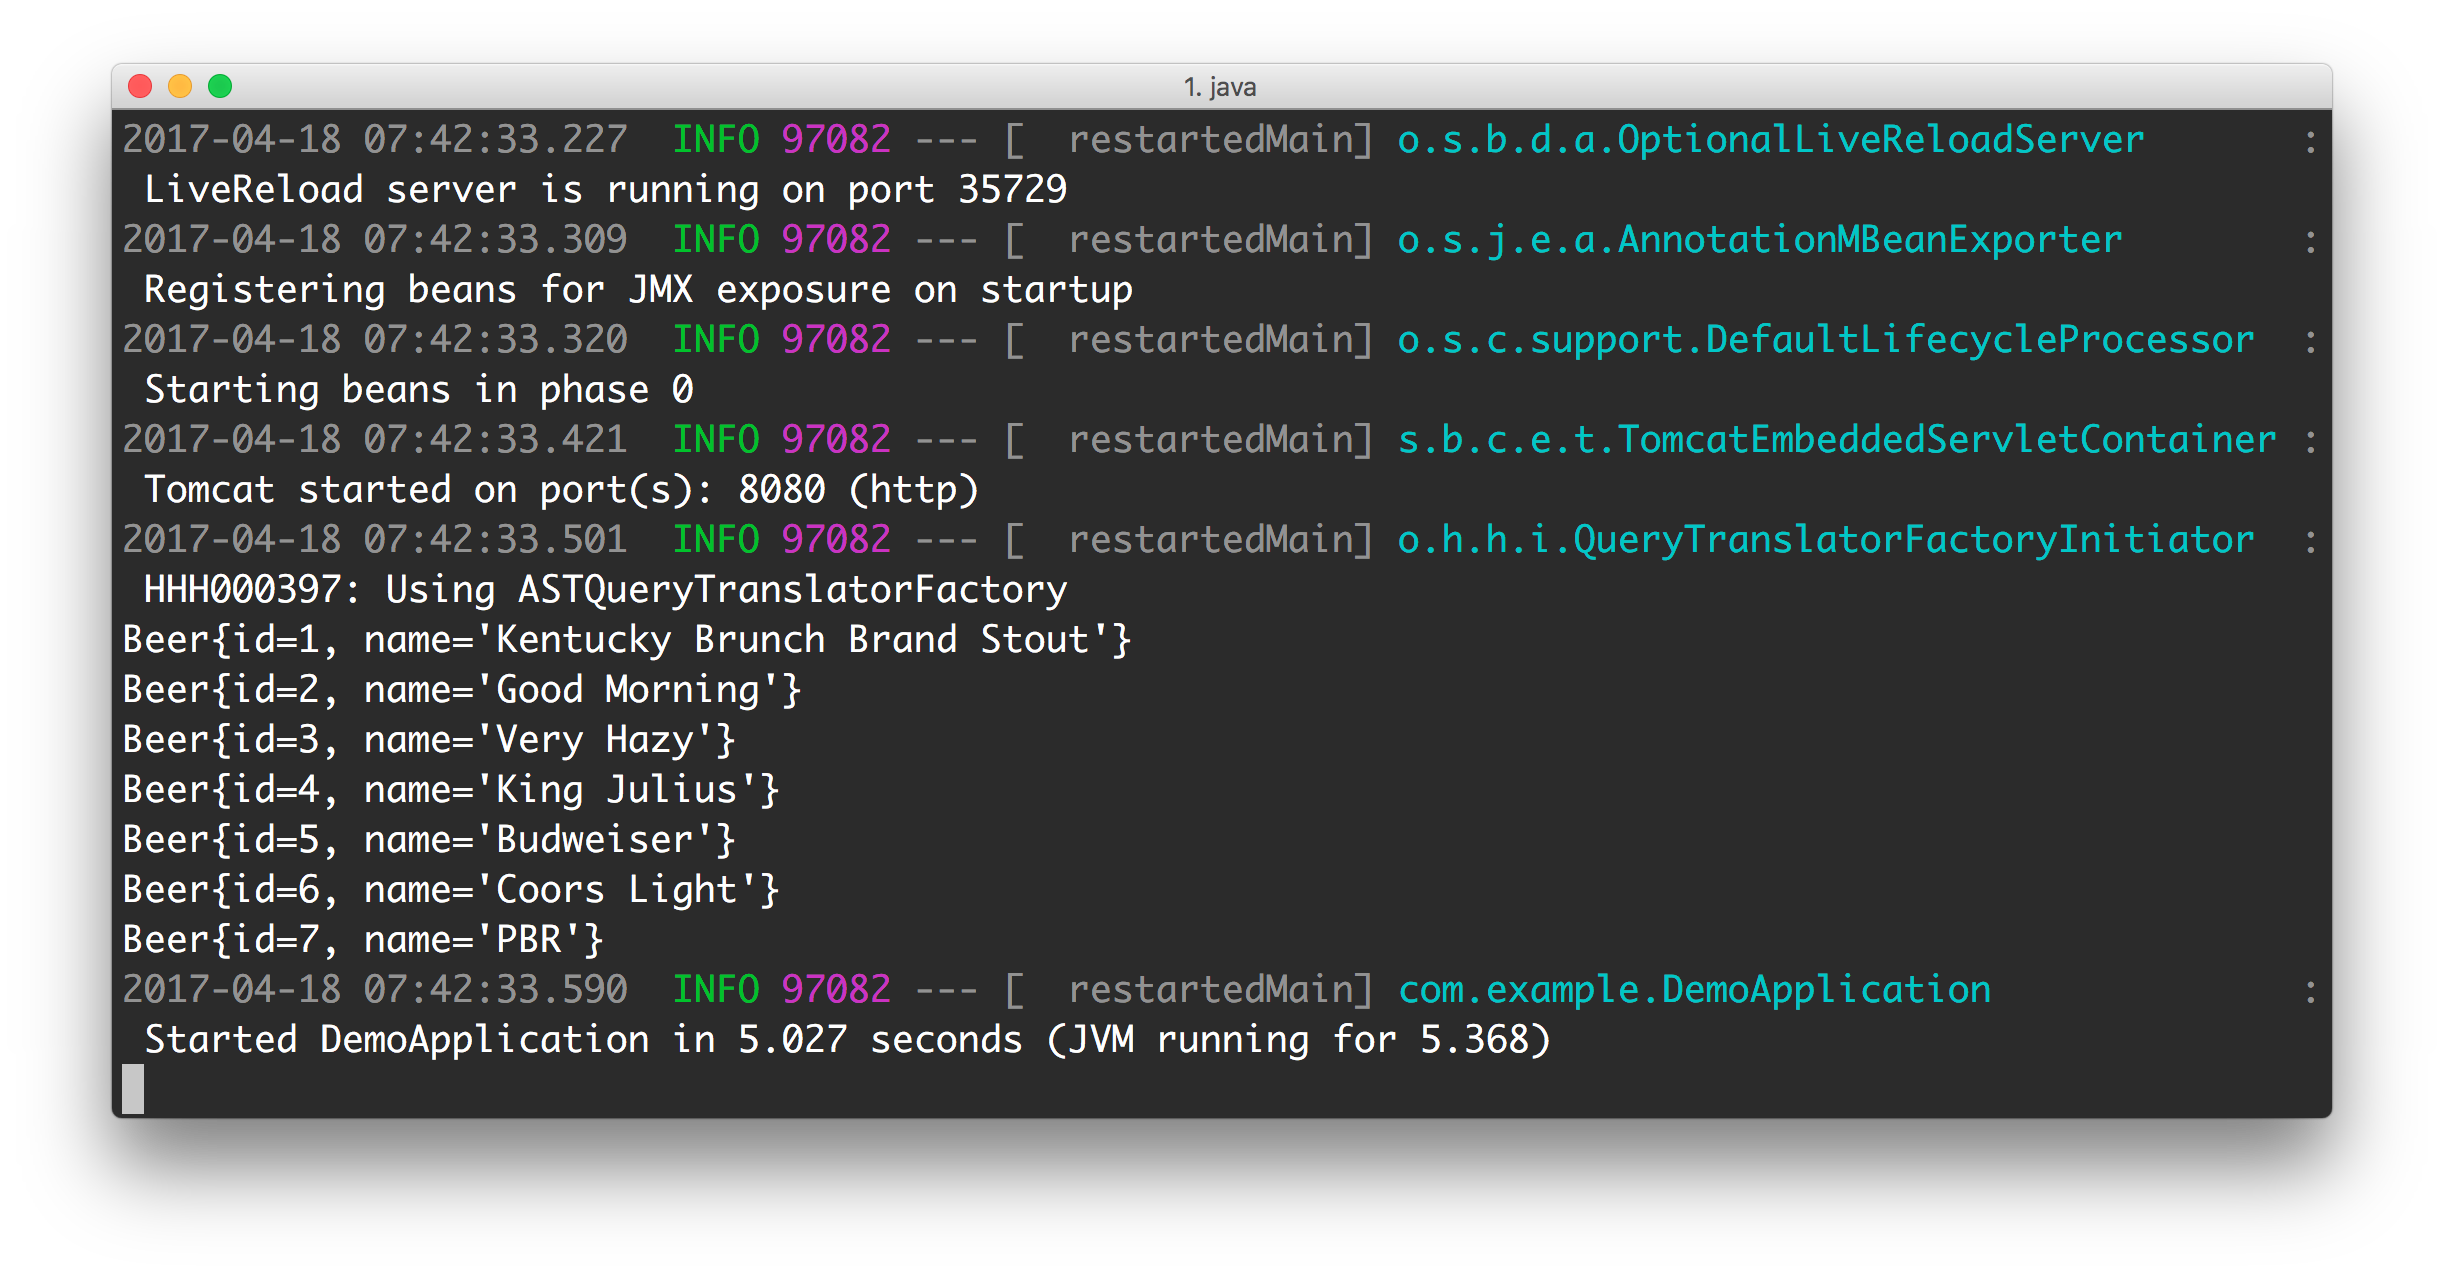 1. java
2017-04-18 07:42:33.227  INFO 97082 --- [  restartedMain] o.s.b.d.a.OptionalLiveReloadServer       :
 LiveReload server is running on port 35729
2017-04-18 07:42:33.309  INFO 97082 --- [  restartedMain] o.s.j.e.a.AnnotationMBeanExporter        :
 Registering beans for JMX exposure on startup
2017-04-18 07:42:33.320  INFO 97082 --- [  restartedMain] o.s.c.support.DefaultLifecycleProcessor  :
 Starting beans in phase 0
2017-04-18 07:42:33.421  INFO 97082 --- [  restartedMain] s.b.c.e.t.TomcatEmbeddedServletContainer :
 Tomcat started on port(s): 8080 (http)
2017-04-18 07:42:33.501  INFO 97082 --- [  restartedMain] o.h.h.i.QueryTranslatorFactoryInitiator  :
 HHH000397: Using ASTQueryTranslatorFactory
Beer{id=1, name='Kentucky Brunch Brand Stout'}
Beer{id=2, name='Good Morning'}
Beer{id=3, name='Very Hazy'}
Beer{id=4, name='King Julius'}
Beer{id=5, name='Budweiser'}
Beer{id=6, name='Coors Light'}
Beer{id=7, name='PBR'}
2017-04-18 07:42:33.590  INFO 97082 --- [  restartedMain] com.example.DemoApplication              :
 Started DemoApplication in 5.027 seconds (JVM running for 5.368)